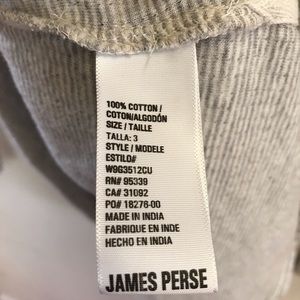 100% COTTON /
COTON/ALGODÓN
SIZE / TAILLE
TALLA: 3
STYLE / MODELE
ESTILO#
W9G3512CU
RN# 95339
CA# 31092
PO# 18276-00
MADE IN INDIA
FABRIQUE EN INDE
HECHO EN INDIA
JAMES PERSE